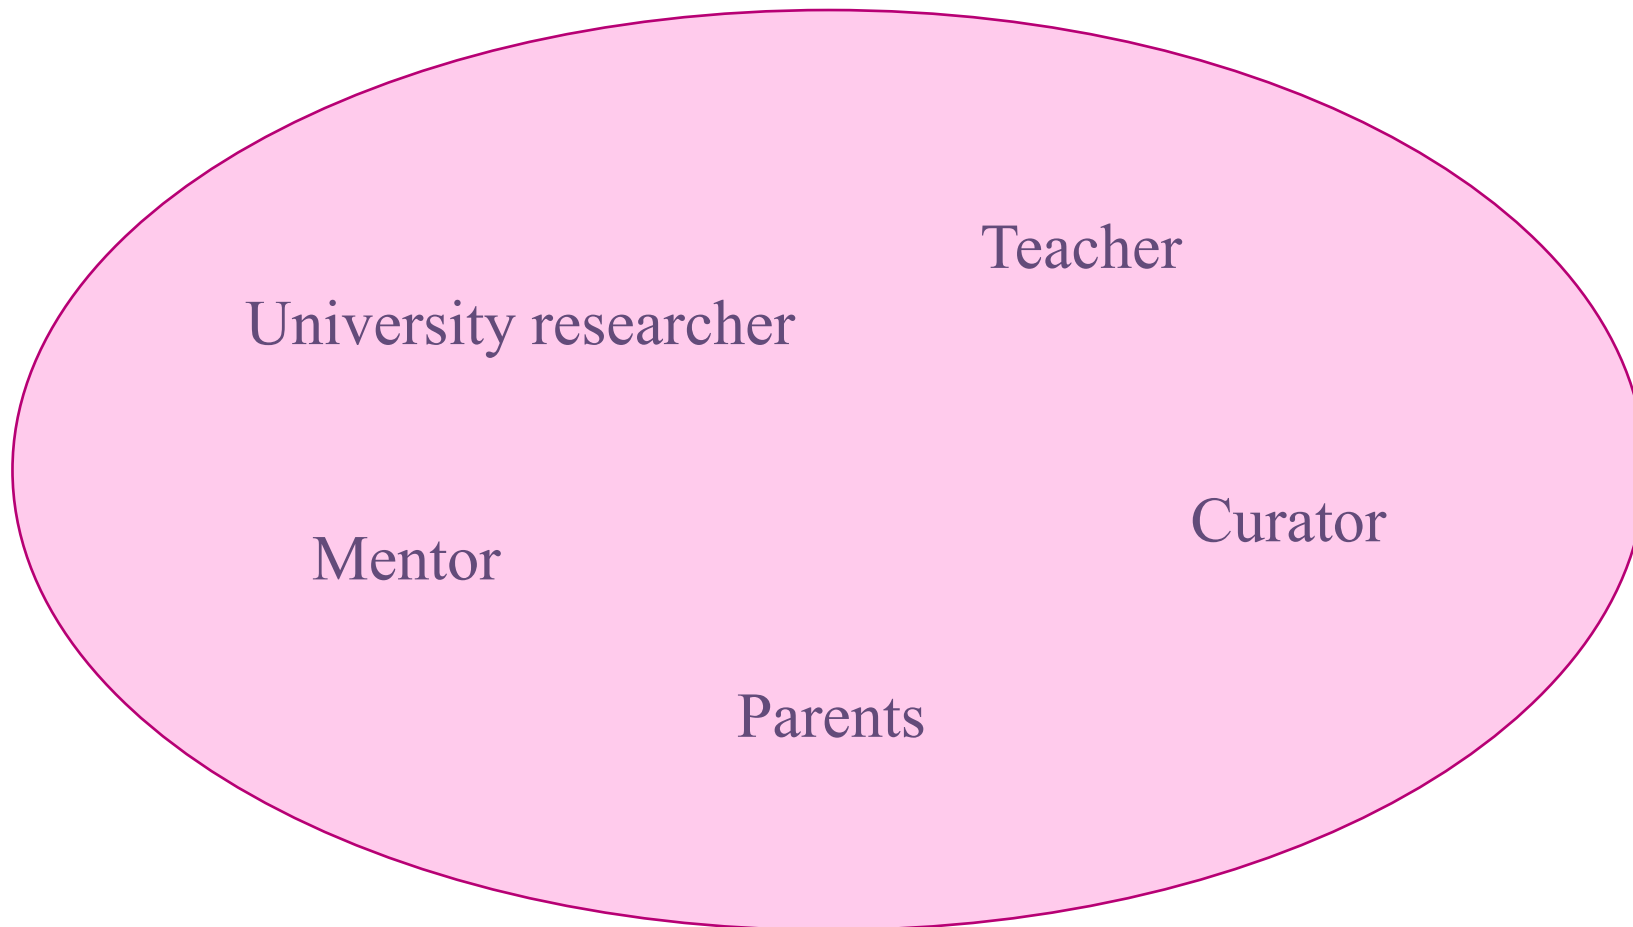 Teacher
University researcher
Curator
Mentor
Parents